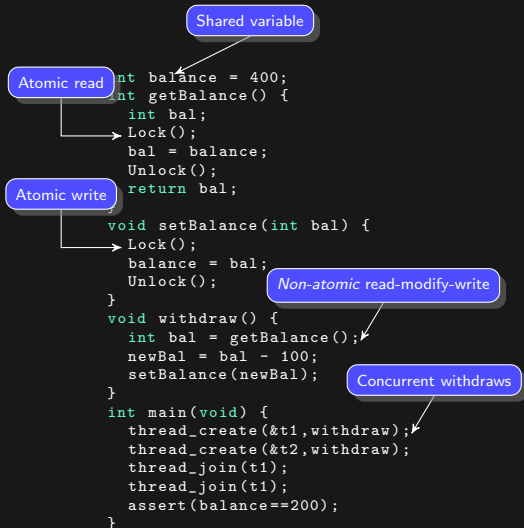 Shared variable
int balance = 400;
Atomic read
int getBalance() {
int bal;
Lock();
bal = balance;
Unlock();
return bal;
Atomic write
}
void setBalance(int bal) {
Lock();
balance = bal;
Unlock();
Non-atomic read-modify-write
}
void withdraw() {
int bal = getBalance();
newBal = bal - 100;
setBalance(newBal);
Concurrent withdraws
}
int main(void) {
thread_create(&t1,withdraw);
thread_create(&t2,withdraw);
thread_join(t1);
thread_join(t1);
assert(balance==200);
}